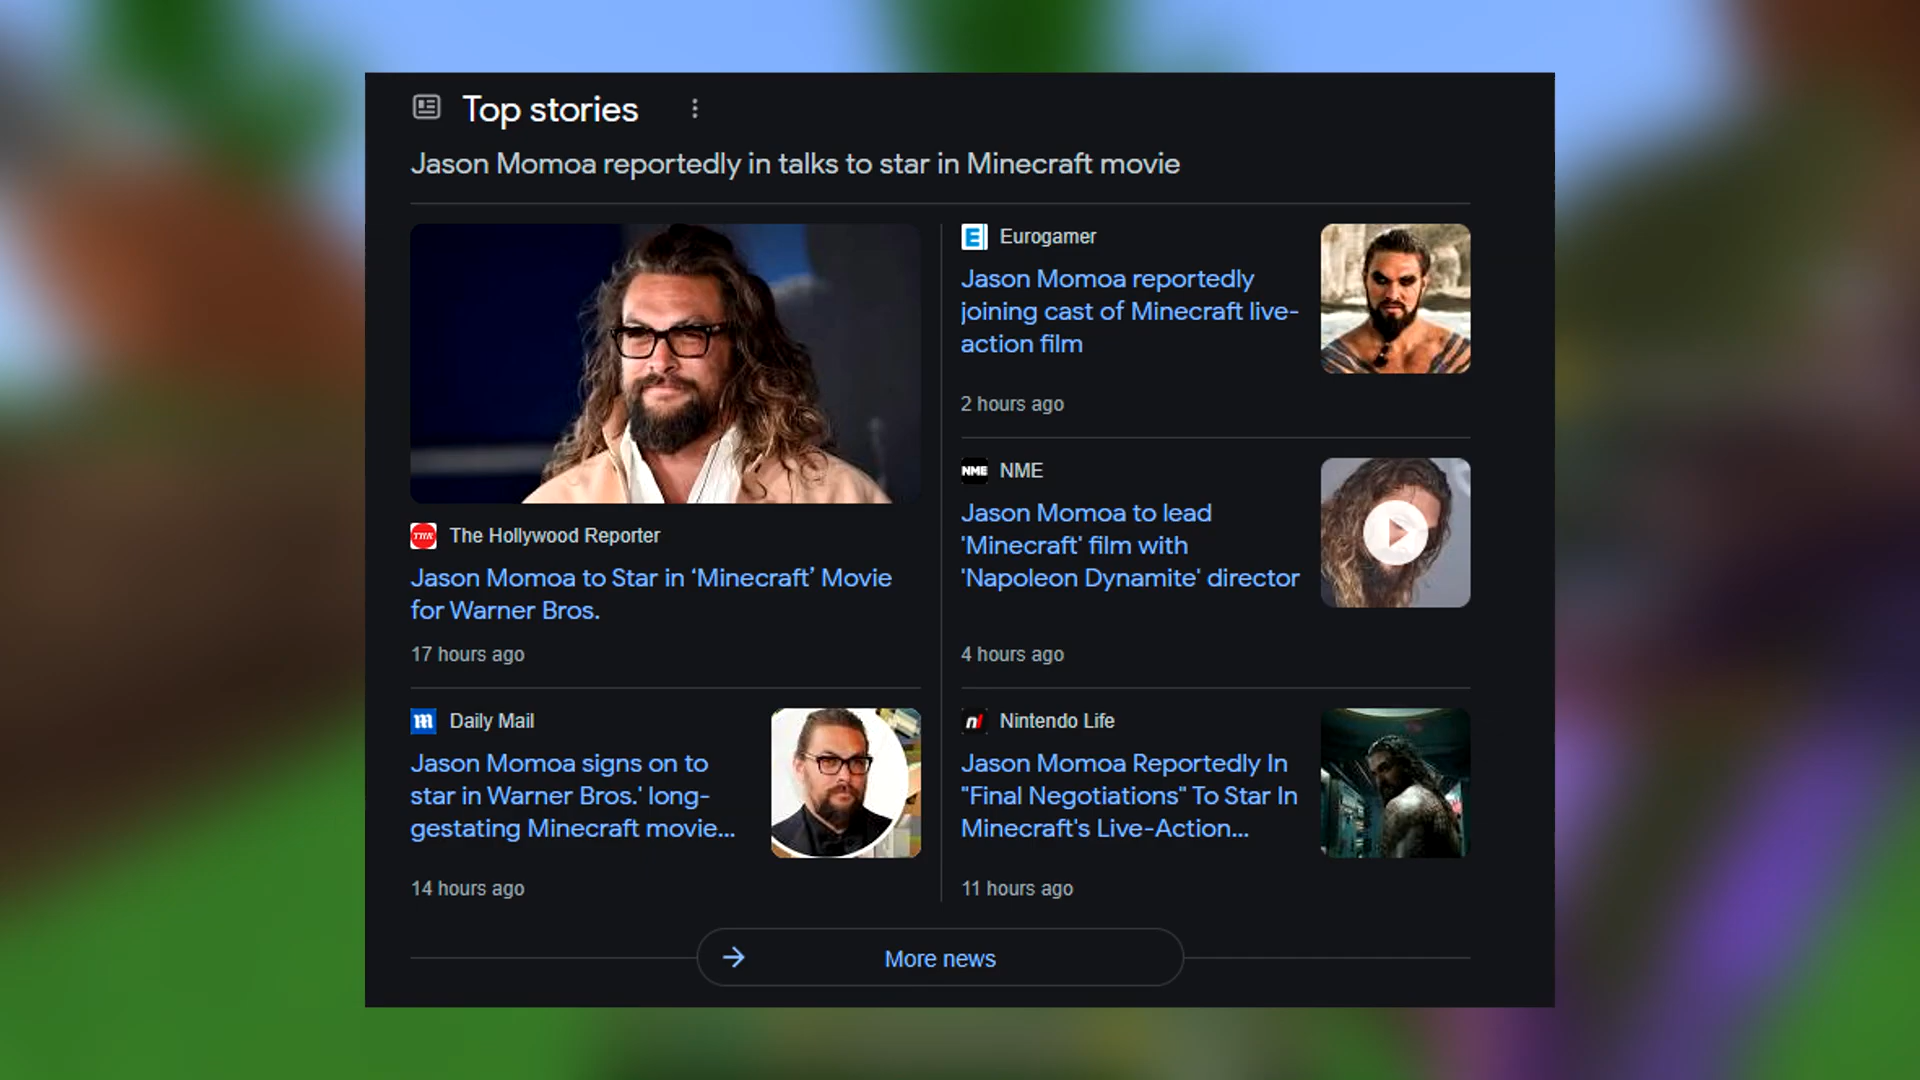 Top stories
Jason Momoa reportedly in talks to star in Minecraft movie
THR
The Hollywood Reporter
Jason Momoa to Star in ‘Minecraft’ Movie
for Warner Bros.
17 hours ago
m
Daily Mail
Jason Momoa signs on to
star in Warner Bros.' long-
gestating Minecraft movie...
14 hours ago
E
Eurogamer
Jason Momoa reportedly
joining cast of Minecraft live-
action film
2 hours ago
NME
NME
Jason Momoa to lead
'Minecraft' film with
'Napoleon Dynamite' director
4 hours ago
nl
Nintendo Life
Jason Momoa Reportedly In
"Final Negotiations" To Star In
Minecraft's Live-Action...
11 hours ago
More news